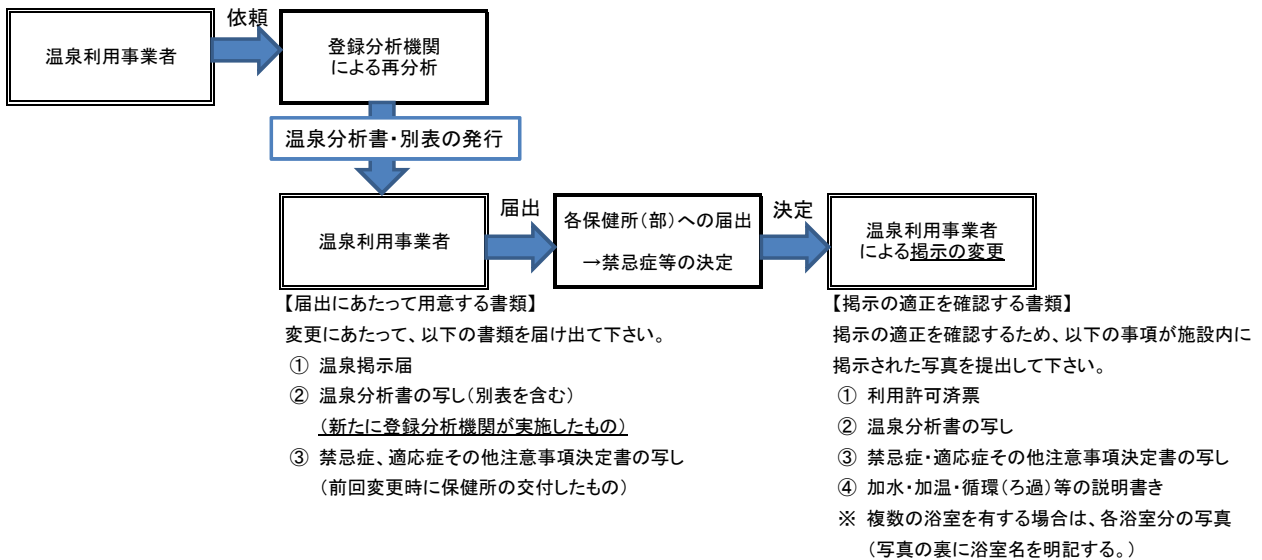 依頼
温泉利用事業者
登録分析機関
による再分析
温泉分析書・別表の発行
温泉利用事業者
届出
各保健所（部）への届出
→禁忌症等の決定
決定
温泉利用事業者
による掲示の変更
【届出にあたって用意する書類】
変更にあたって、以下の書類を届け出て下さい。
① 温泉掲示届
② 温泉分析書の写し（別表を含む）
（新たに登録分析機関が実施したもの）
③ 禁忌症、適応症その他注意事項決定書の写し
（前回変更時に保健所の交付したもの）
【掲示の適正を確認する書類】
掲示の適正を確認するため、以下の事項が施設内に
掲示された写真を提出して下さい。
① 利用許可済票
② 温泉分析書の写し
③ 禁忌症・適応症その他注意事項決定書の写し
④ 加水・加温・循環（ろ過）等の説明書き
※ 複数の浴室を有する場合は、各浴室分の写真
（写真の裏に浴室名を明記する。）